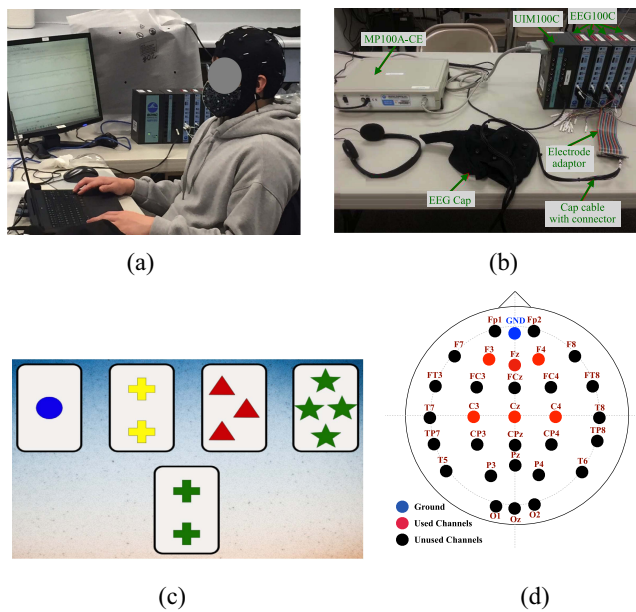 UIM100C
EEG100C
MP100A-CE
Electrode
adaptor
EEG Cap
Cap cable
with connector
(a)
(b)
GND
Fp1
Fp2
F7
F3
Fz
F4
F8
FT3
FC3
FCz
FC4
FT8
T7
C3
Cz
C4
T8
TP7
CP3
CPz
CP4
TP8
T5
P3
Pz
P4
T6
O1
Oz
O2
Ground
Used Channels
Unused Channels
(c)
(d)